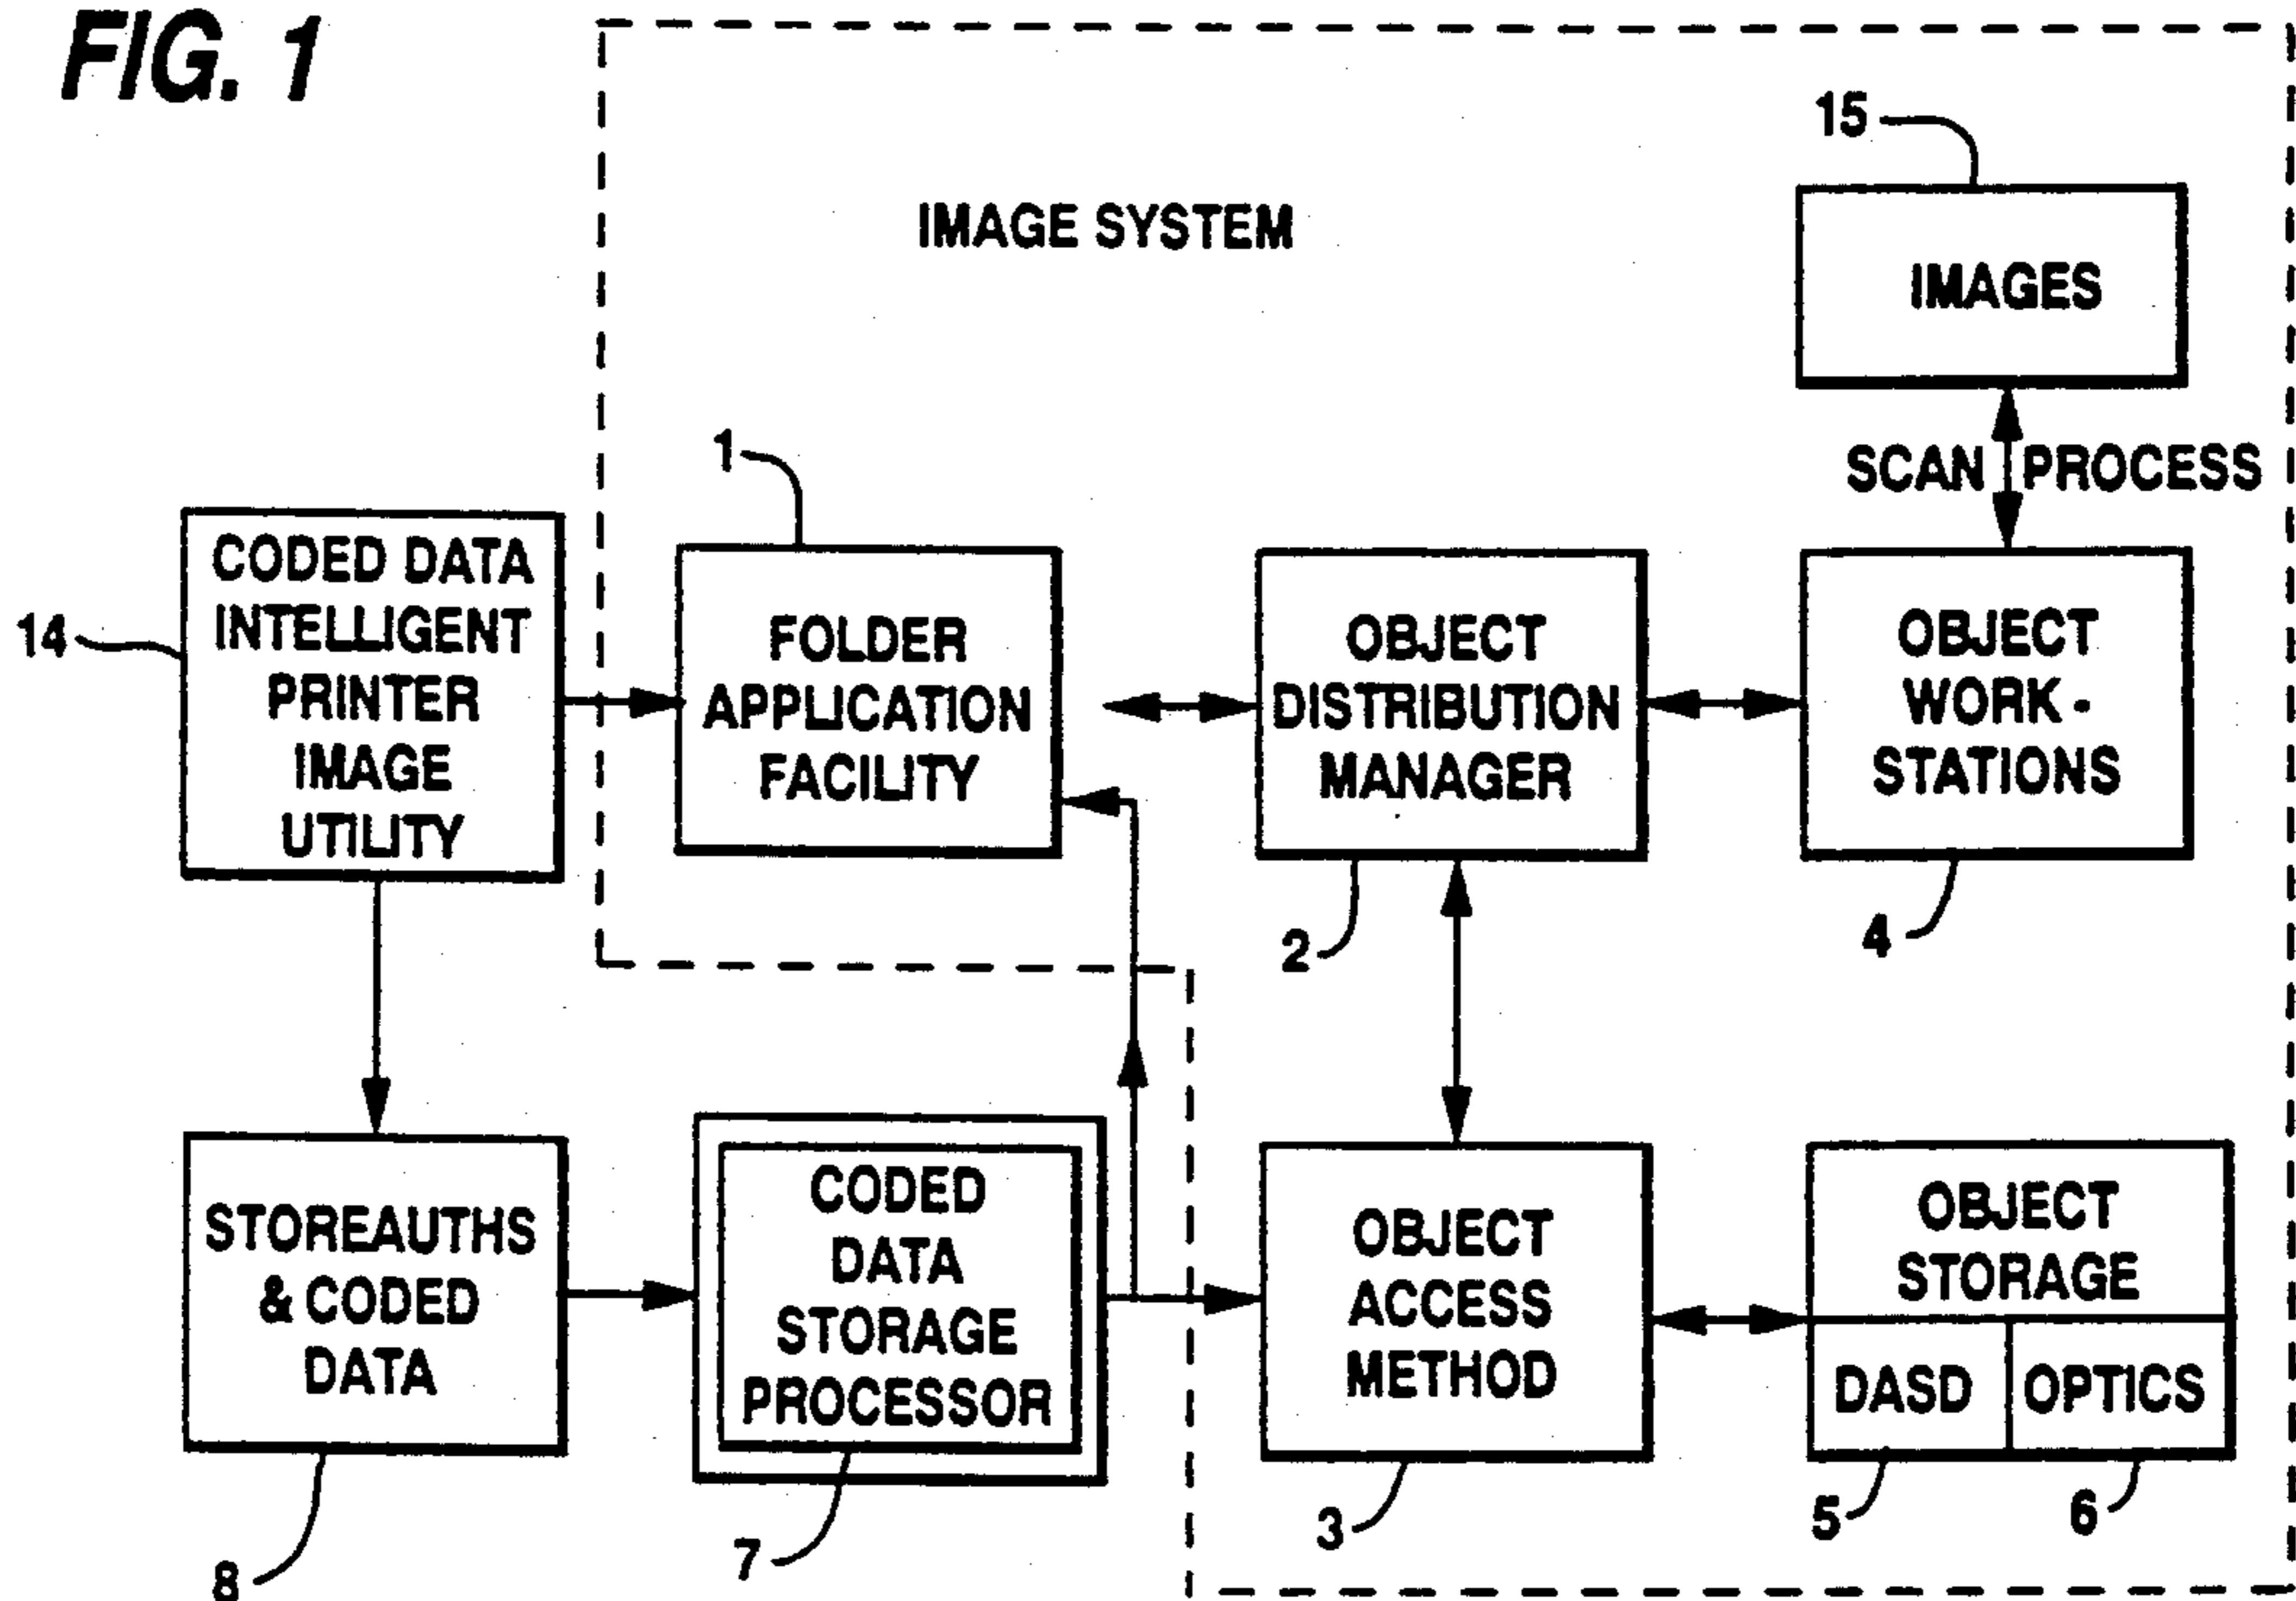 FIG. 1
IMAGE SYSTEM
15
IMAGES
SCAN PROCESS
14
CODED DATA
INTELLIGENT
PRINTER
IMAGE
UTILITY
1
FOLDER
APPLICATION
FACILITY
OBJECT
DISTRIBUTION
MANAGER
2
OBJECT
WORK-
STATIONS
4
STOREAUTHS
& CODED
DATA
8
CODED
DATA
STORAGE
PROCESSOR
7
OBJECT
ACCESS
METHOD
3
OBJECT
STORAGE
DASD
OPTICS
5
6